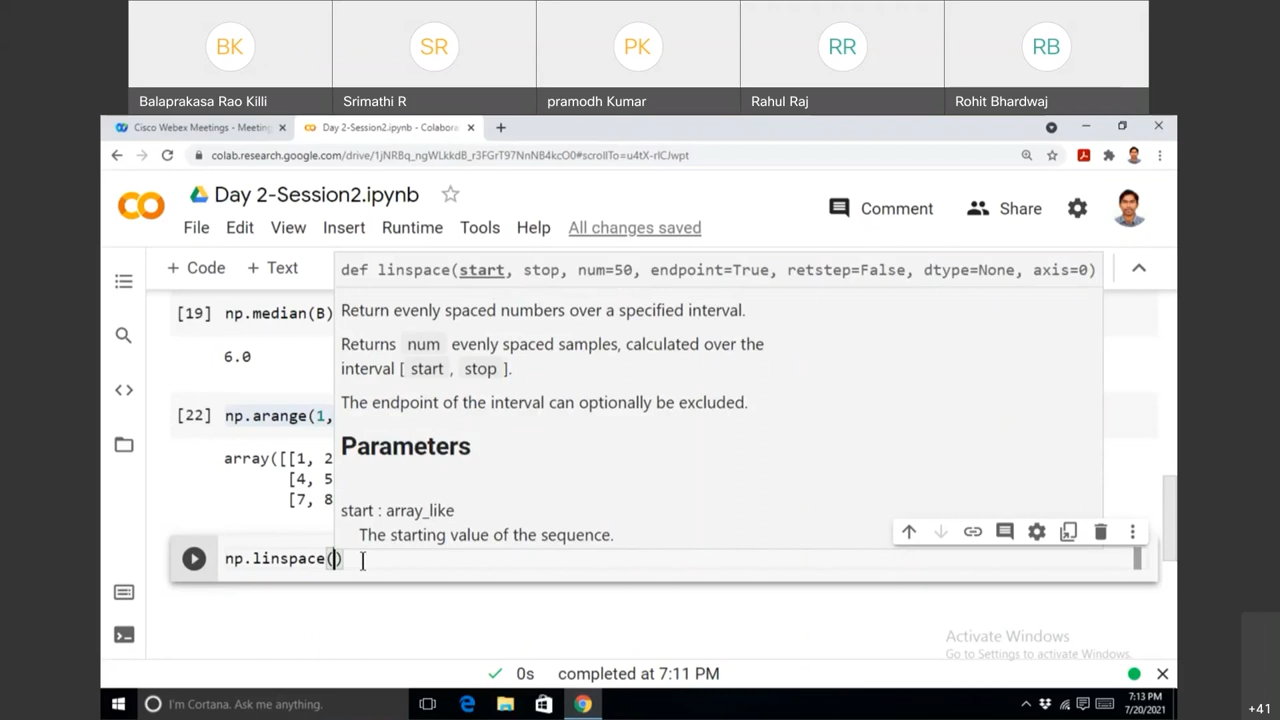 BK
SR
PK
RR
RB
Balaprakasa Rao Killi
Srimathi R
pramodh Kumar
Rahul Raj
Rohit Bhardwaj
Cisco Webex Meetings - Meeting
Day 2-Session2.ipynb - Colabora
colab.research.google.com/drive/1jNRBq_ngWLkkdB_r3FGrT97NnNB4kcO0#scrollTo=u4tX-rlCJwpt
CO
Day 2-Session2.ipynb
Comment
Share
File Edit View Insert Runtime Tools Help All changes saved
+ Code + Text
def linspace(start, stop, num=50, endpoint=True, retstep=False, dtype=None, axis=0)
[19] np.median(B)
Return evenly spaced numbers over a specified interval.
6.0
Returns num evenly spaced samples, calculated over the
interval [ start , stop ].
The endpoint of the interval can optionally be excluded.
[22] np.arange(1,
Parameters
array([[1, 2
[4, 5
[7, 8
start : array_like
The starting value of the sequence.
np.linspace()
Activate Windows
Go to Settings to activate Windows.
0s completed at 7:11 PM
I'm Cortana. Ask me anything.
7:13 PM
7/20/2021
+41